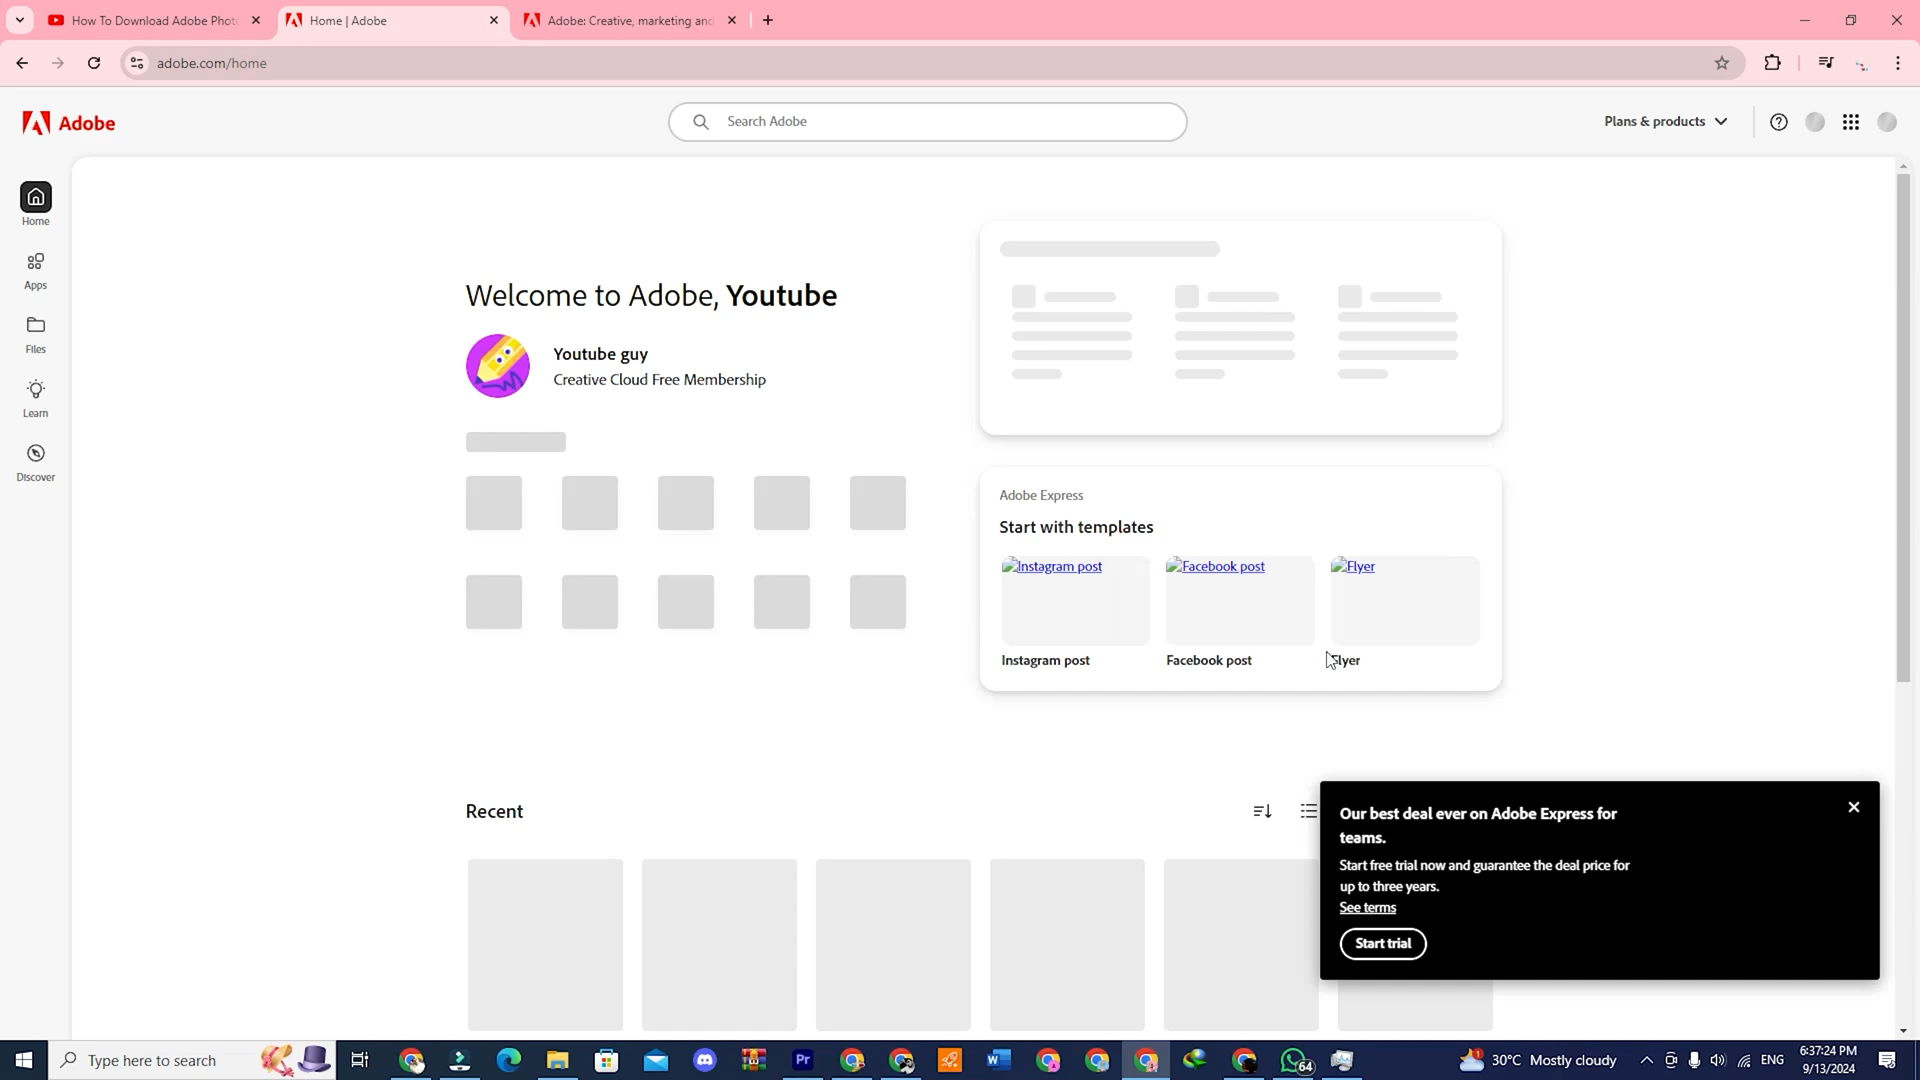 How To Download Adobe Phot
Home | Adobe
Adobe: Creative, marketing and
adobe.com/home
Adobe
Search Adobe
Plans & products
Home
Apps
Files
Learn
Discover
Welcome to Adobe, Youtube
Youtube guy
Creative Cloud Free Membership
Adobe Express
Start with templates
Instagram post
Facebook post
Flyer
Instagram post
Facebook post
Flyer
Recent
Our best deal ever on Adobe Express for
teams.
Start free trial now and guarantee the deal price for
up to three years.
See terms
Start trial
Type here to search
Pr
W
64
1
30°C Mostly cloudy
ENG
6:37:24 PM
9/13/2024